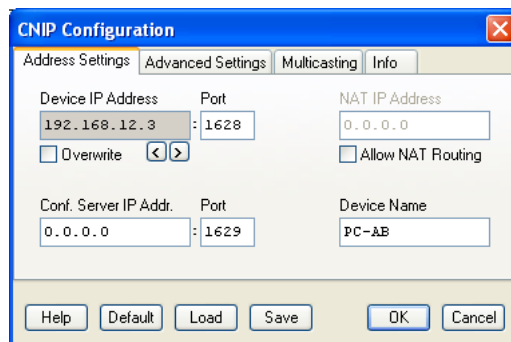 CNIP Configuration
Address Settings Advanced Settings Multicasting Info
Device IP Address Port NAT IP Address
192.168.12.3 : 1628 0.0.0.0
Overwrite < > Allow NAT Routing
Conf. Server IP Addr. Port Device Name
0.0.0.0 : 1629 PC-AB
Help Default Load Save OK Cancel